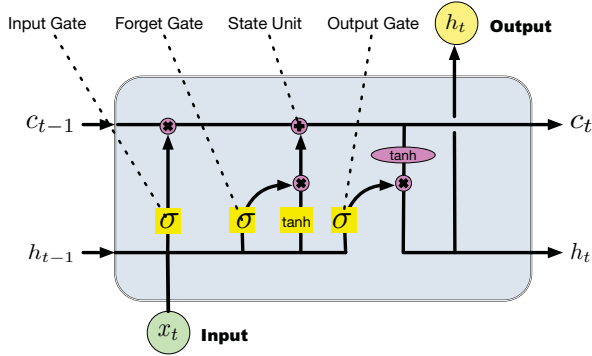 Input Gate Forget Gate State Unit Output Gate
h_t Output
c_{t-1} c_t
tanh
σ σ tanh σ
h_{t-1} h_t
x_t Input